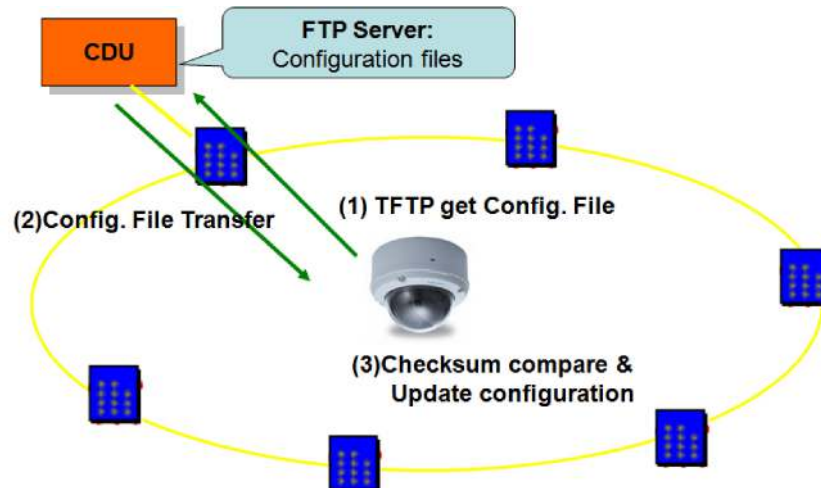 CDU
FTP Server:
Configuration files
(1) TFTP get Config. File
(2)Config. File Transfer
(3)Checksum compare &
Update configuration